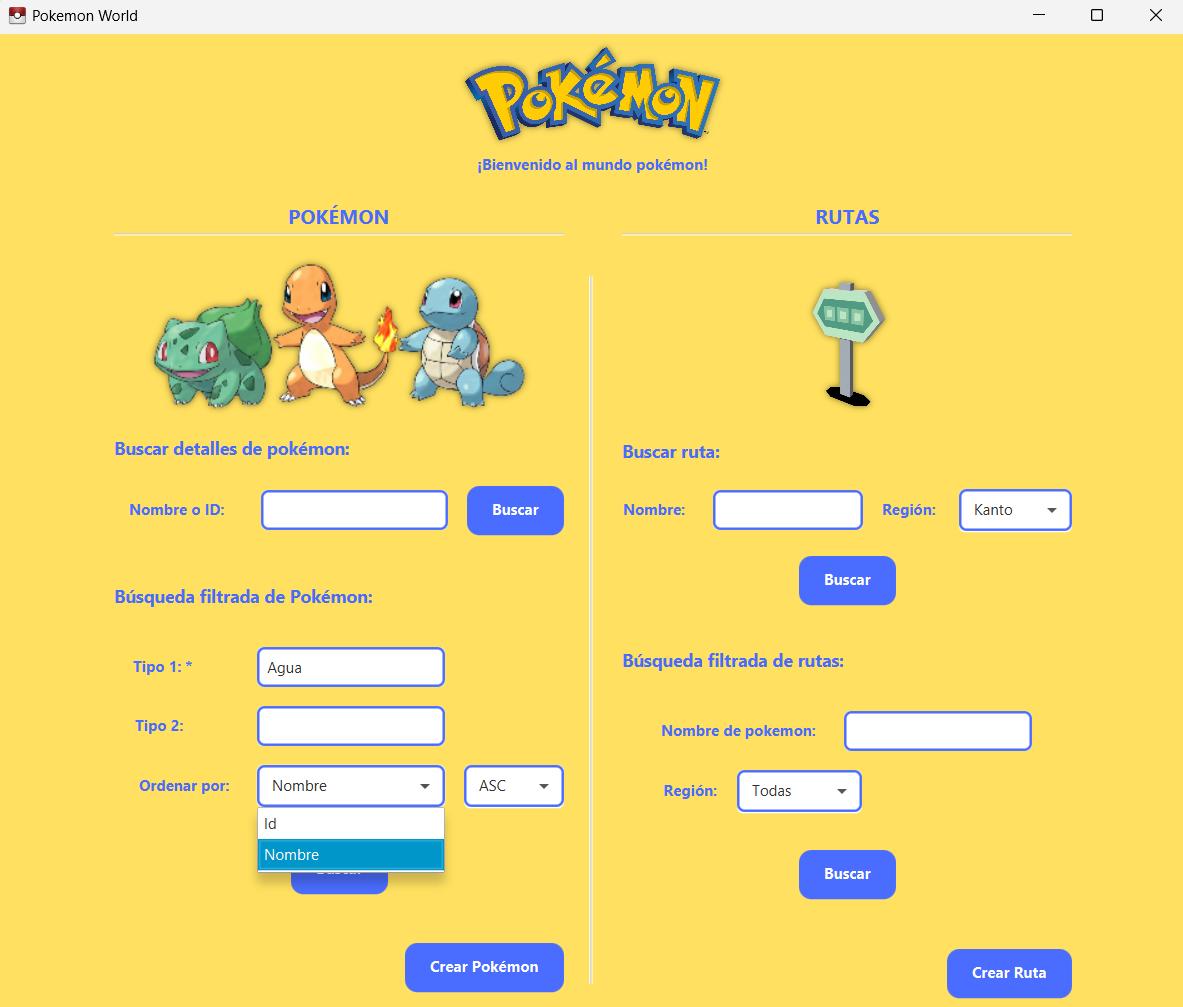 Pokemon World
POKéMON
¡Bienvenido al mundo pokémon!
POKÉMON
Buscar detalles de pokémon:
Nombre o ID:
Buscar
Búsqueda filtrada de Pokémon:
Tipo 1: *
Agua
Tipo 2:
Ordenar por:
Nombre
ASC
Id
Nombre
Crear Pokémon
RUTAS
Buscar ruta:
Nombre:
Región:
Kanto
Buscar
Búsqueda filtrada de rutas:
Nombre de pokemon:
Región:
Todas
Buscar
Crear Ruta